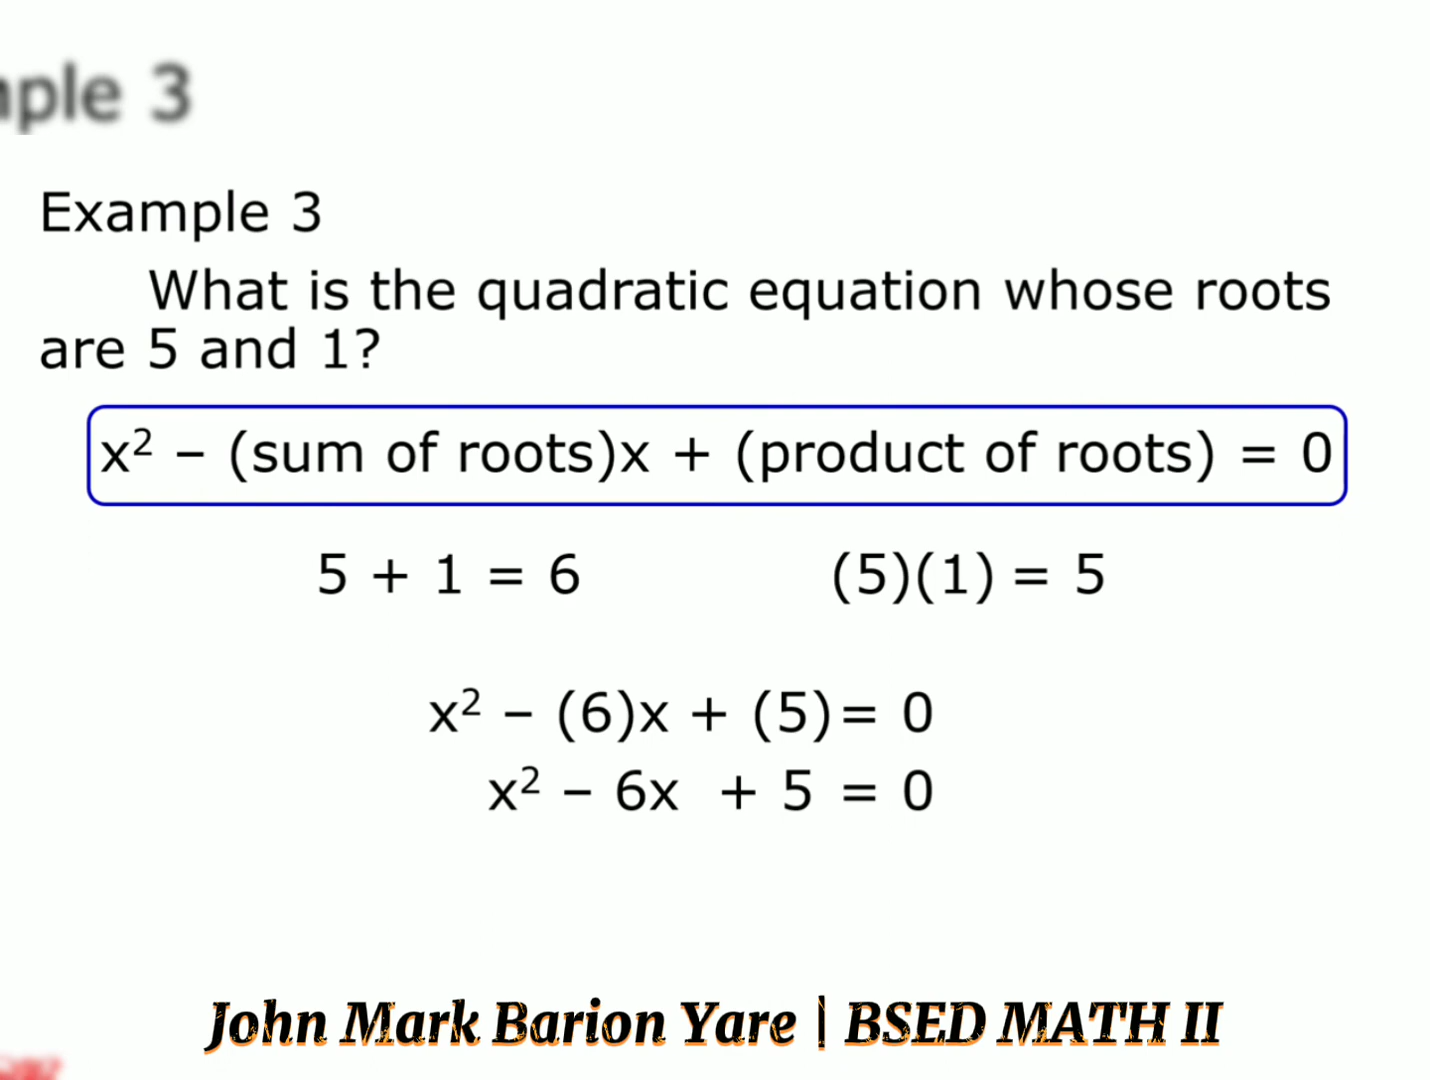 ple 3
Example 3
What is the quadratic equation whose roots
are 5 and 1?
x² – (sum of roots)x + (product of roots) = 0
5 + 1 = 6 (5)(1) = 5
x² – (6)x + (5) = 0
x² – 6x + 5 = 0
John Mark Barion Yare | BSED MATH II